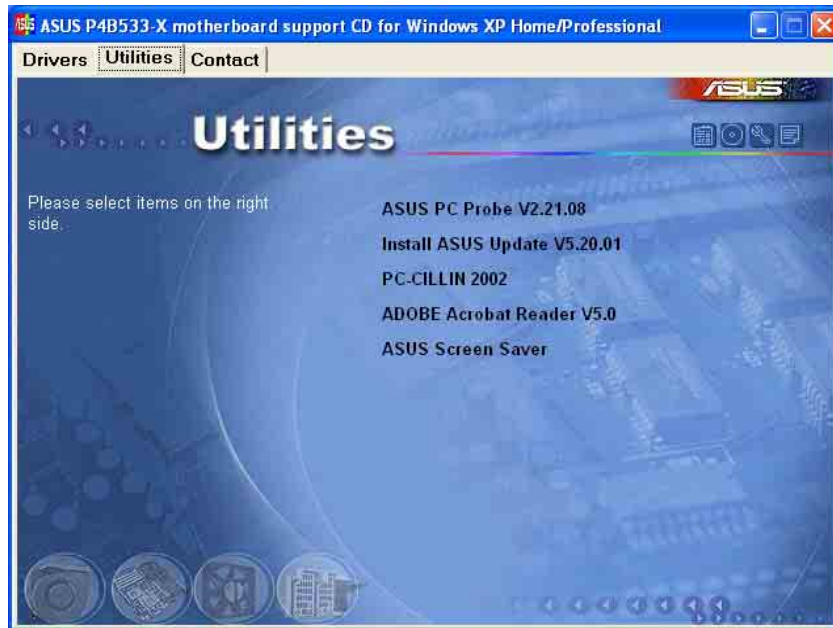 ASUS P4B533-X motherboard support CD for Windows XP Home/Professional
Drivers Utilities Contact
ASUS
Utilities
Please select items on the right
side.
ASUS PC Probe V2.21.08
Install ASUS Update V5.20.01
PC-CILLIN 2002
ADOBE Acrobat Reader V5.0
ASUS Screen Saver